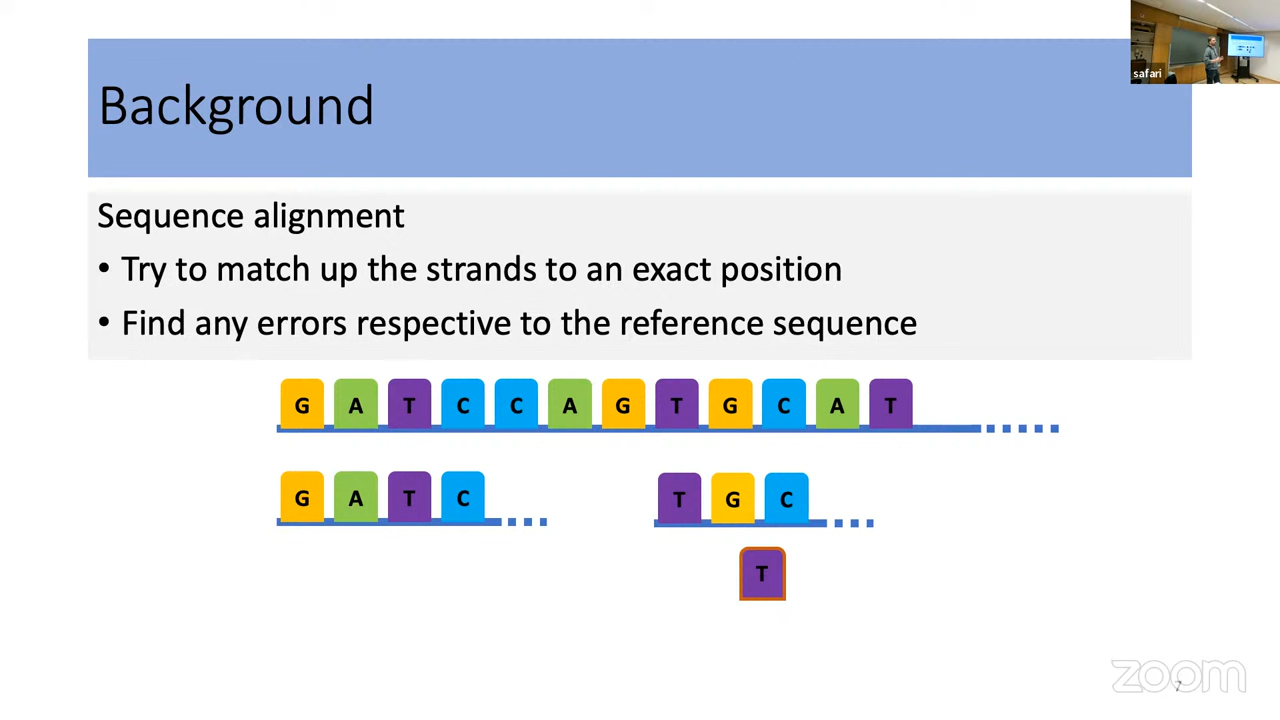 safari
Background
Sequence alignment
• Try to match up the strands to an exact position
• Find any errors respective to the reference sequence
G A T C C A G T G C A T
G A T C T G C
T
zoom
7